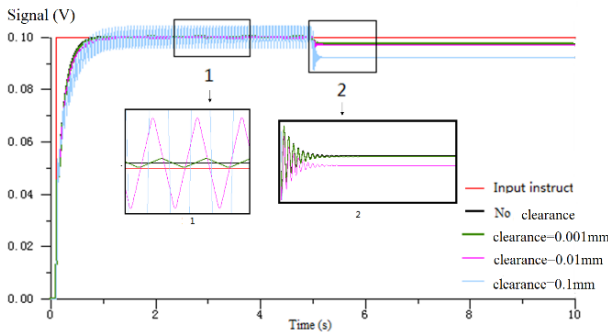 Signal (V)
0.10
0.08
0.06
0.04
0.02
0.00
0
2
4
6
8
10
Time (s)
1
2
1
2
Input instruct
No clearance
clearance=0.001mm
clearance=0.01mm
clearance=0.1mm